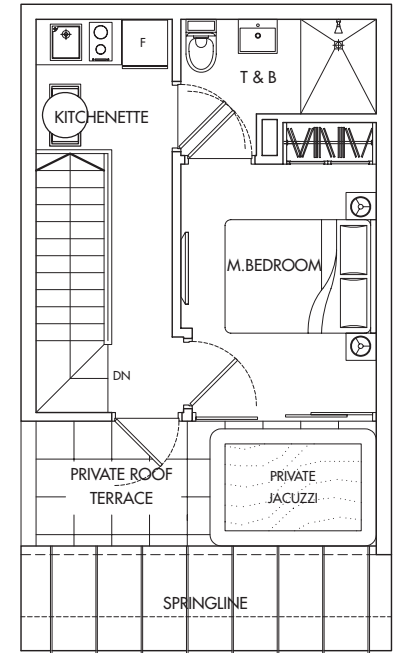 F
T & B
KITCHENETTE
M.BEDROOM
DN
PRIVATE ROOF
TERRACE
PRIVATE
JACUZZI
SPRINGLINE